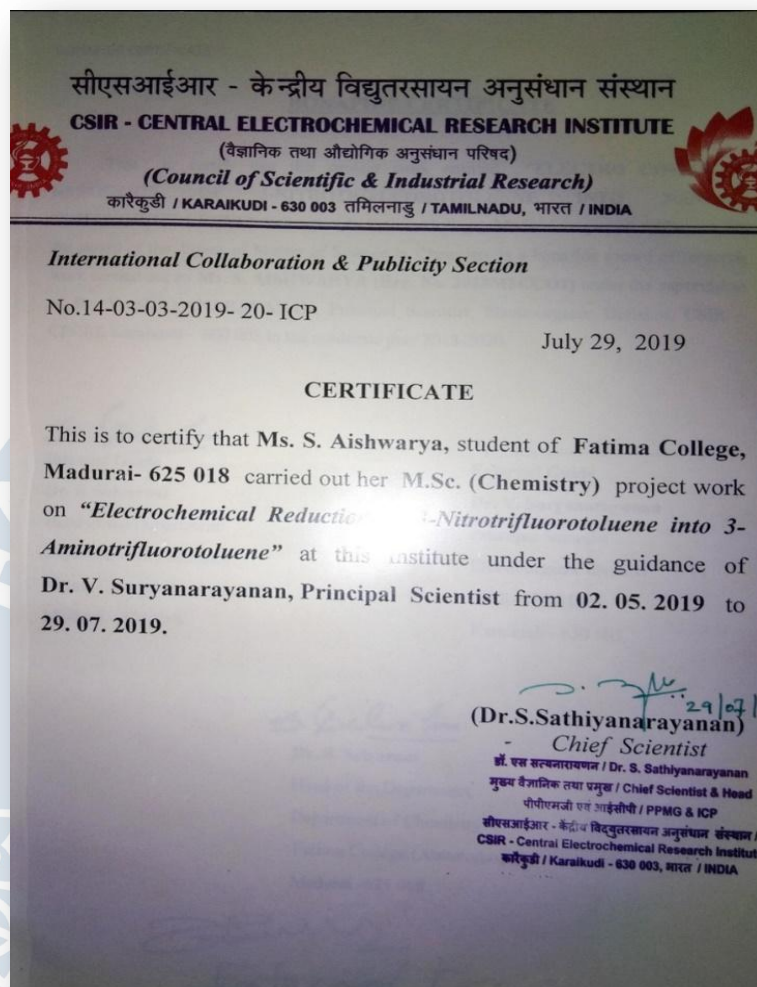 सीएसआईआर - केन्द्रीय विद्युतरसायन अनुसंधान संस्थान
CSIR - CENTRAL ELECTROCHEMICAL RESEARCH INSTITUTE
(वैज्ञानिक तथा औद्योगिक अनुसंधान परिषद)
(Council of Scientific & Industrial Research)
कारैकुडी / KARAIKUDI - 630 003 तमिलनाडु / TAMILNADU, भारत / INDIA
International Collaboration & Publicity Section
No.14-03-03-2019- 20- ICP
July 29, 2019
CERTIFICATE
This is to certify that Ms. S. Aishwarya, student of Fatima College,
Madurai- 625 018 carried out her M.Sc. (Chemistry) project work
on "Electrochemical Reductio -Nitrotrifluorotoluene into 3-
Aminotrifluorotoluene" at this institute under the guidance of
Dr. V. Suryanarayanan, Principal Scientist from 02. 05. 2019 to
29. 07. 2019.
29/07/
(Dr.S.Sathiyanarayanan)
- Chief Scientist
डॉ. एस सत्यनारायणन / Dr. S. Sathiyanarayanan
मुख्य वैज्ञानिक तथा प्रमुख / Chief Scientist & Head
पीपीएमजी एवं आईसीपी / PPMG & ICP
सीएसआईआर - केंद्रीय विद्युतरसायन अनुसंधान संस्थान /
CSIR - Central Electrochemical Research Institut
कारैकुडी / Karaikudi - 630 003, भारत / INDIA